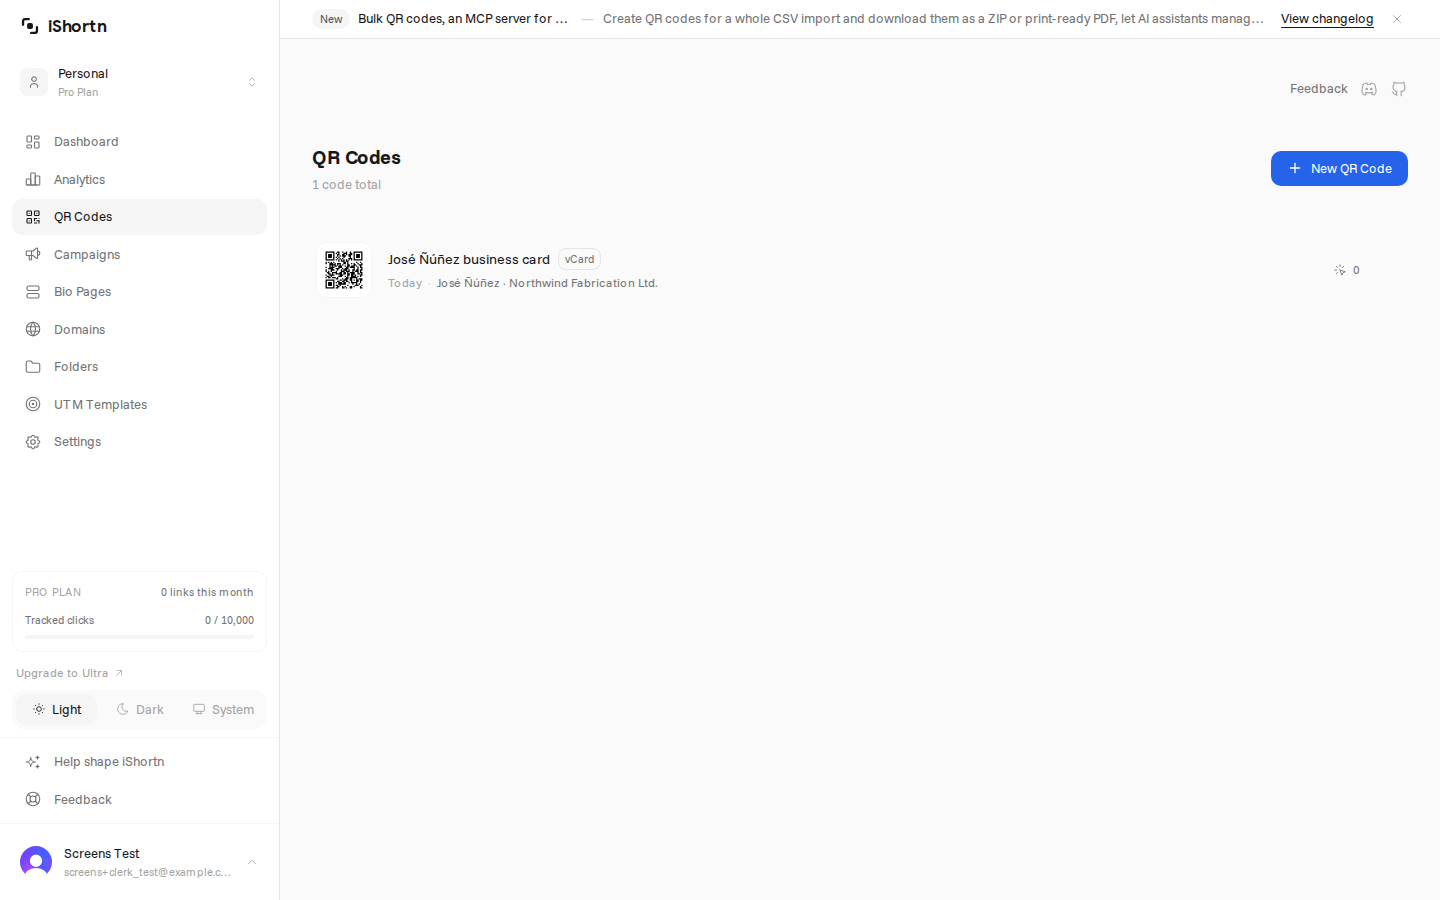 iShortn
Personal
Pro Plan
Dashboard
Analytics
QR Codes
Campaigns
Bio Pages
Domains
Folders
UTM Templates
Settings
PRO PLAN 0 links this month
Tracked clicks 0 / 10,000
Upgrade to Ultra
Light Dark System
Help shape iShortn
Feedback
Screens Test
screens+clerk_test@example.c...
New Bulk QR codes, an MCP server for ... — Create QR codes for a whole CSV import and download them as a ZIP or print-ready PDF, let AI assistants manag... View changelog
Feedback
QR Codes
1 code total
New QR Code
José Ñúñez business card vCard
Today · José Ñúñez · Northwind Fabrication Ltd.
0